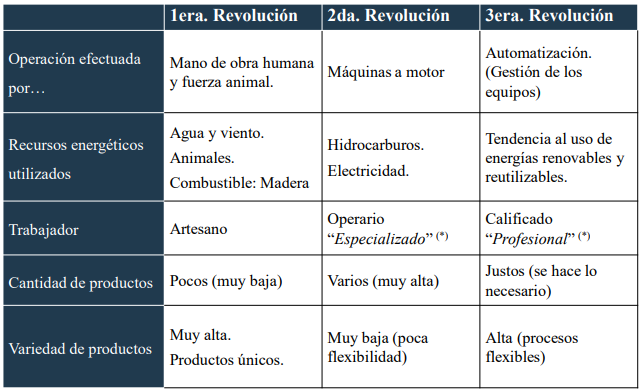 1era. Revolución 2da. Revolución 3era. Revolución
Operación efectuada
por…
Mano de obra humana
y fuerza animal.
Máquinas a motor
Automatización.
(Gestión de los
equipos)
Recursos energéticos
utilizados
Agua y viento.
Animales.
Combustible: Madera
Hidrocarburos.
Electricidad.
Tendencia al uso de
energías renovables y
reutilizables.
Trabajador
Artesano
Operario
“Especializado” (*)
Calificado
“Profesional” (*)
Cantidad de productos
Pocos (muy baja)
Varios (muy alta)
Justos (se hace lo
necesario)
Variedad de productos
Muy alta.
Productos únicos.
Muy baja (poca
flexibilidad)
Alta (procesos
flexibles)